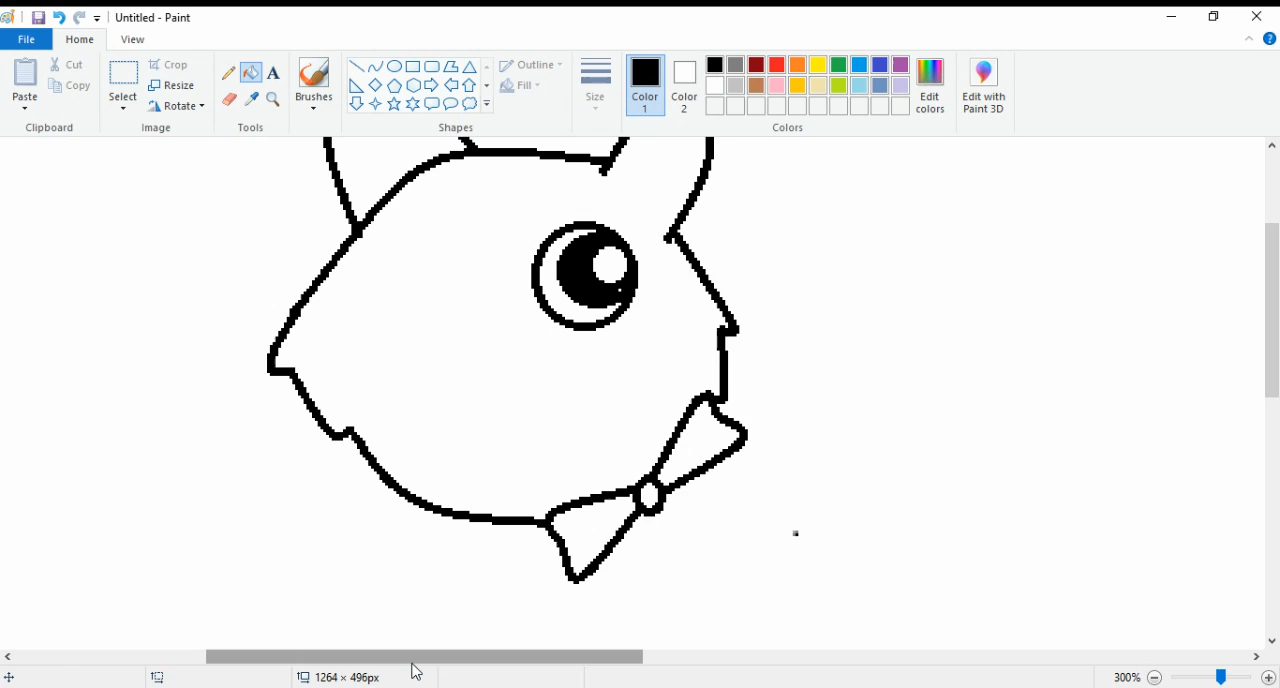 Untitled - Paint
File Home View
Paste
Cut
Copy
Clipboard
Select
Crop
Resize
Rotate
Image
A
Tools
Brushes
Outline
Fill
Shapes
Size
Color 1
Color 2
Edit colors
Colors
Edit with Paint 3D
1264 × 496px
300%